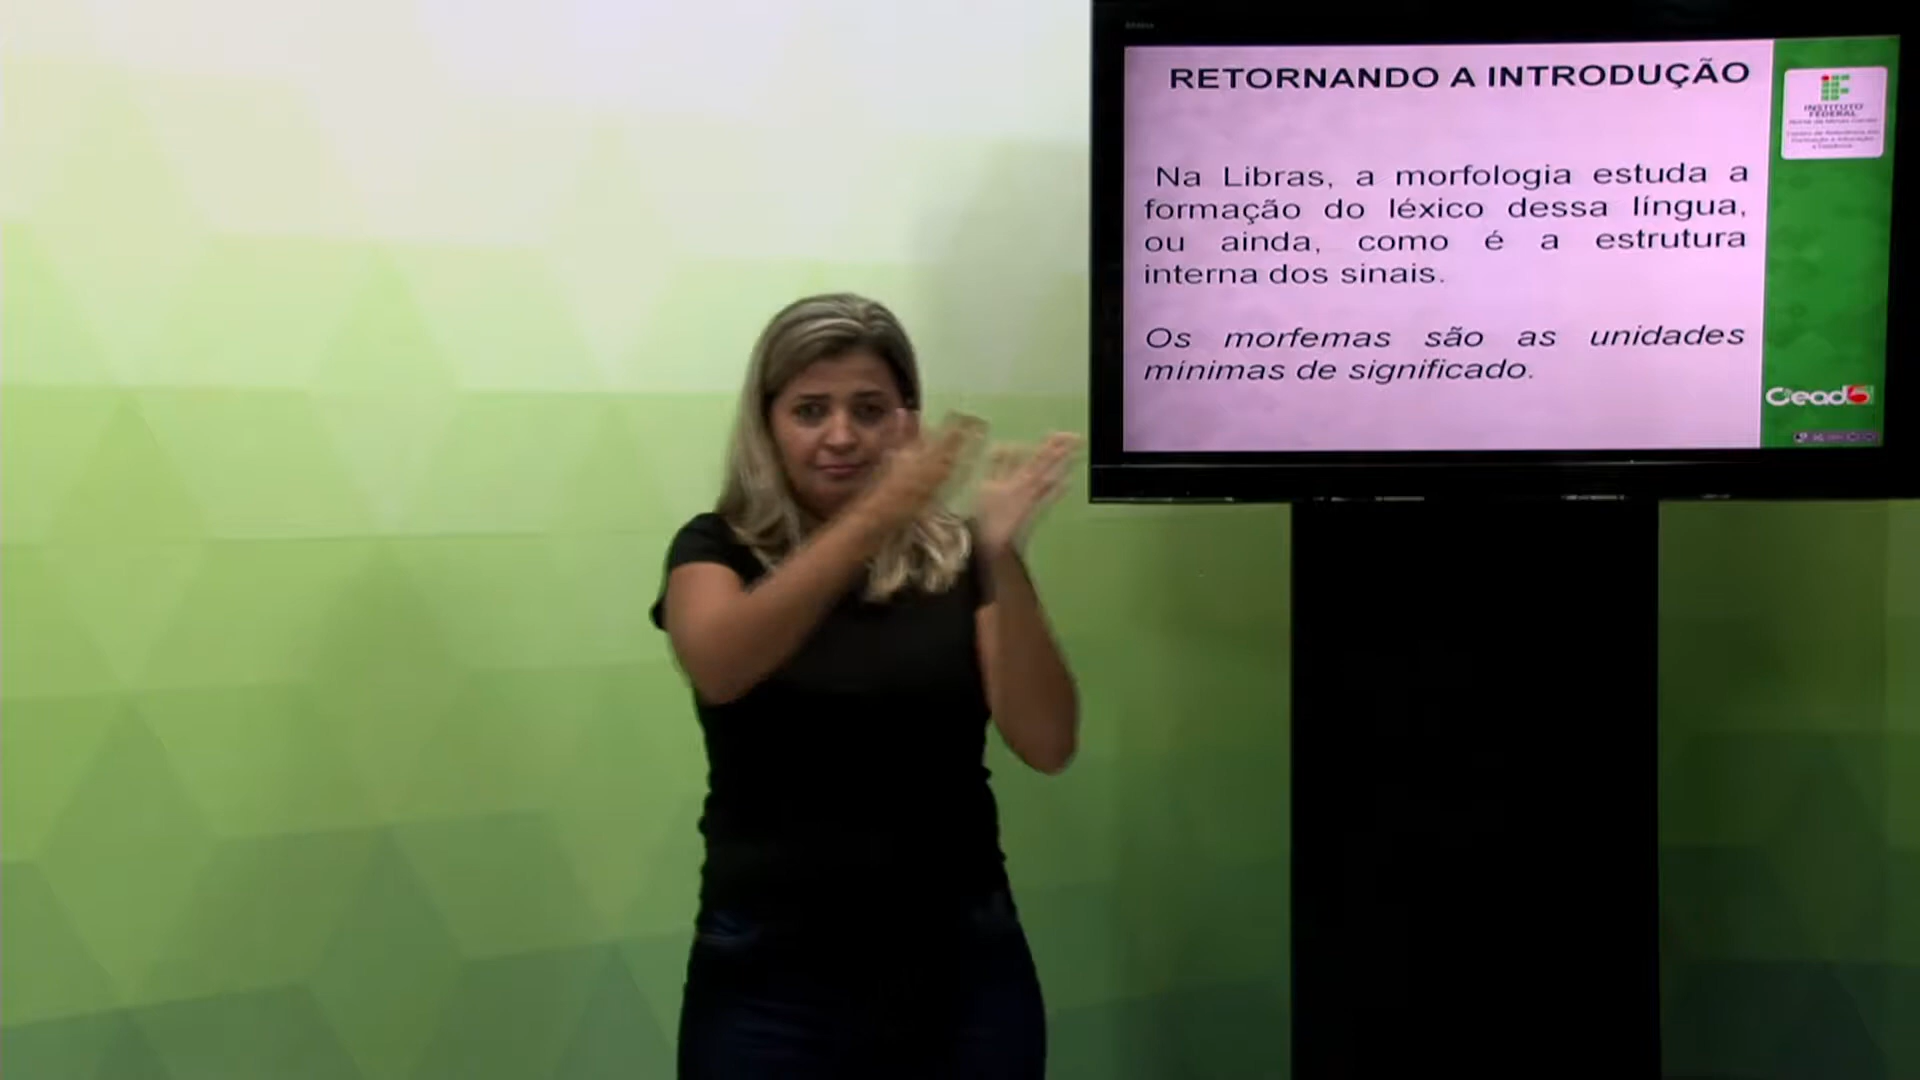 RETORNANDO A INTRODUÇÃO
INSTITUTO
FEDERAL
Na Libras, a morfologia estuda a
formação do léxico dessa língua,
ou ainda, como é a estrutura
interna dos sinais.
Os morfemas são as unidades
mínimas de significado.
Cead